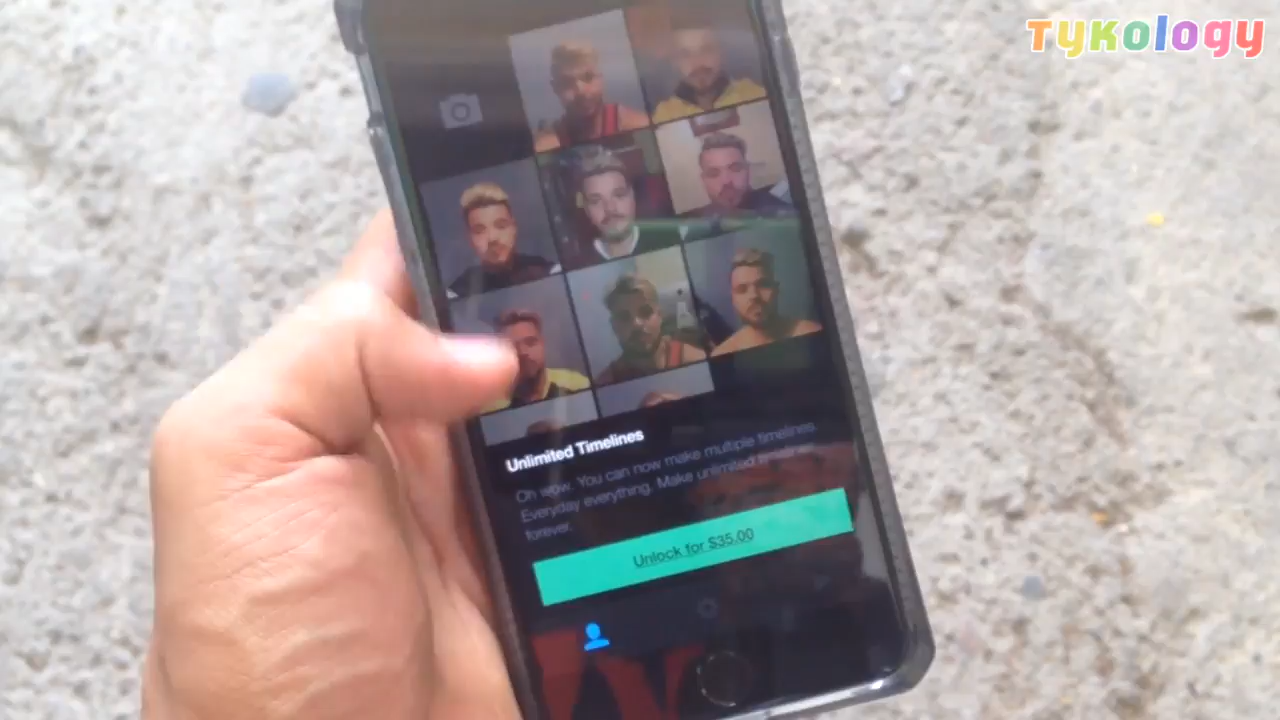 Tykology
Unlimited Timelines
Oh wow. You can now make multiple timelines.
Everyday everything. Make unlimited timelines
forever.
Unlock for $35.00